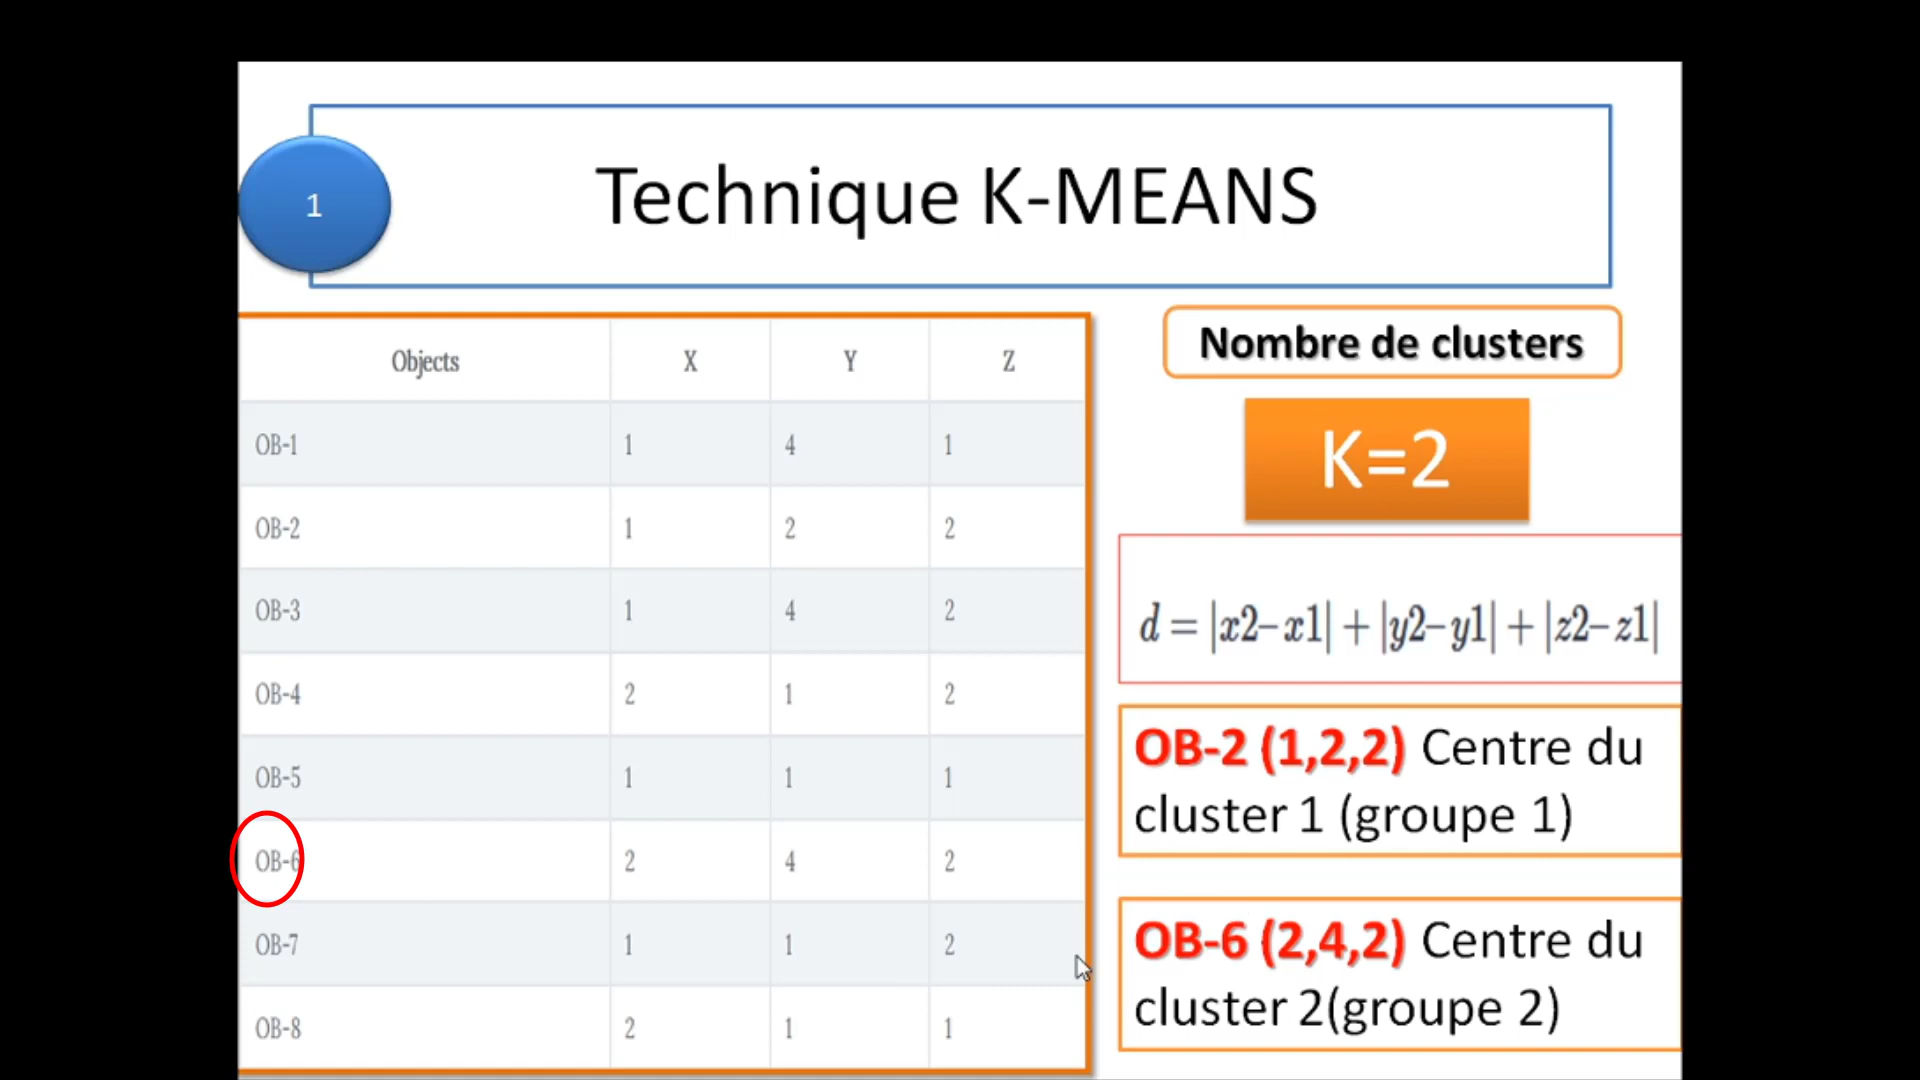 1
Technique K-MEANS
Objects X Y Z
OB-1 1 4 1
OB-2 1 2 2
OB-3 1 4 2
OB-4 2 1 2
OB-5 1 1 1
OB-6 2 4 2
OB-7 1 1 2
OB-8 2 1 1
Nombre de clusters
K=2
d = |x2−x1| + |y2−y1| + |z2−z1|
OB-2 (1,2,2) Centre du
cluster 1 (groupe 1)
OB-6 (2,4,2) Centre du
cluster 2(groupe 2)